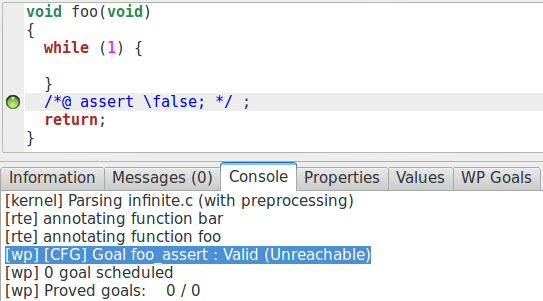 void foo(void)
{
while (1) {
}
/*@ assert \false; */ ;
return;
}
Information Messages (0) Console Properties Values WP Goals
[kernel] Parsing infinite.c (with preprocessing)
[rte] annotating function bar
[rte] annotating function foo
[wp] [CFG] Goal foo_assert : Valid (Unreachable)
[wp] 0 goal scheduled
[wp] Proved goals: 0 / 0